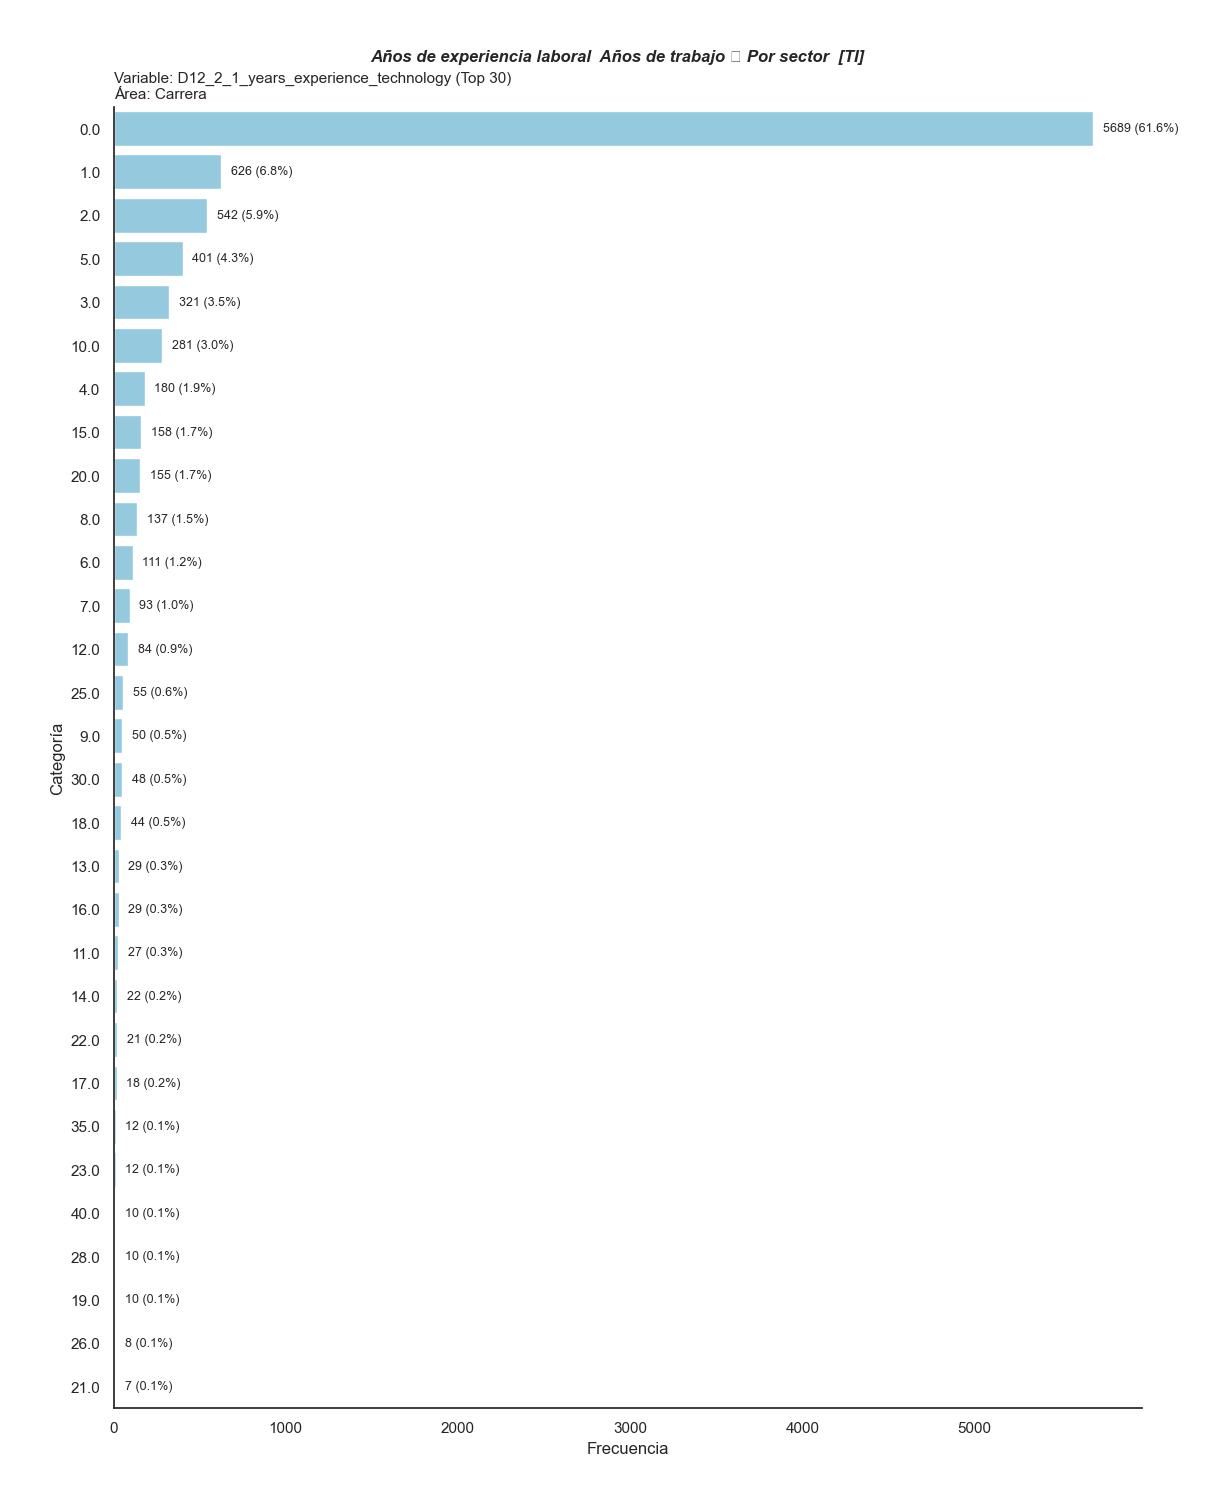 Años de experiencia laboral  Años de trabajo □ Por sector  [TI]
Variable: D12_2_1_years_experience_technology (Top 30)
Área: Carrera
0.0 5689 (61.6%)
1.0 626 (6.8%)
2.0 542 (5.9%)
5.0 401 (4.3%)
3.0 321 (3.5%)
10.0 281 (3.0%)
4.0 180 (1.9%)
15.0 158 (1.7%)
20.0 155 (1.7%)
8.0 137 (1.5%)
6.0 111 (1.2%)
7.0 93 (1.0%)
12.0 84 (0.9%)
25.0 55 (0.6%)
9.0 50 (0.5%)
Categoría
30.0 48 (0.5%)
18.0 44 (0.5%)
13.0 29 (0.3%)
16.0 29 (0.3%)
11.0 27 (0.3%)
14.0 22 (0.2%)
22.0 21 (0.2%)
17.0 18 (0.2%)
35.0 12 (0.1%)
23.0 12 (0.1%)
40.0 10 (0.1%)
28.0 10 (0.1%)
19.0 10 (0.1%)
26.0 8 (0.1%)
21.0 7 (0.1%)
0 1000 2000 3000 4000 5000
Frecuencia